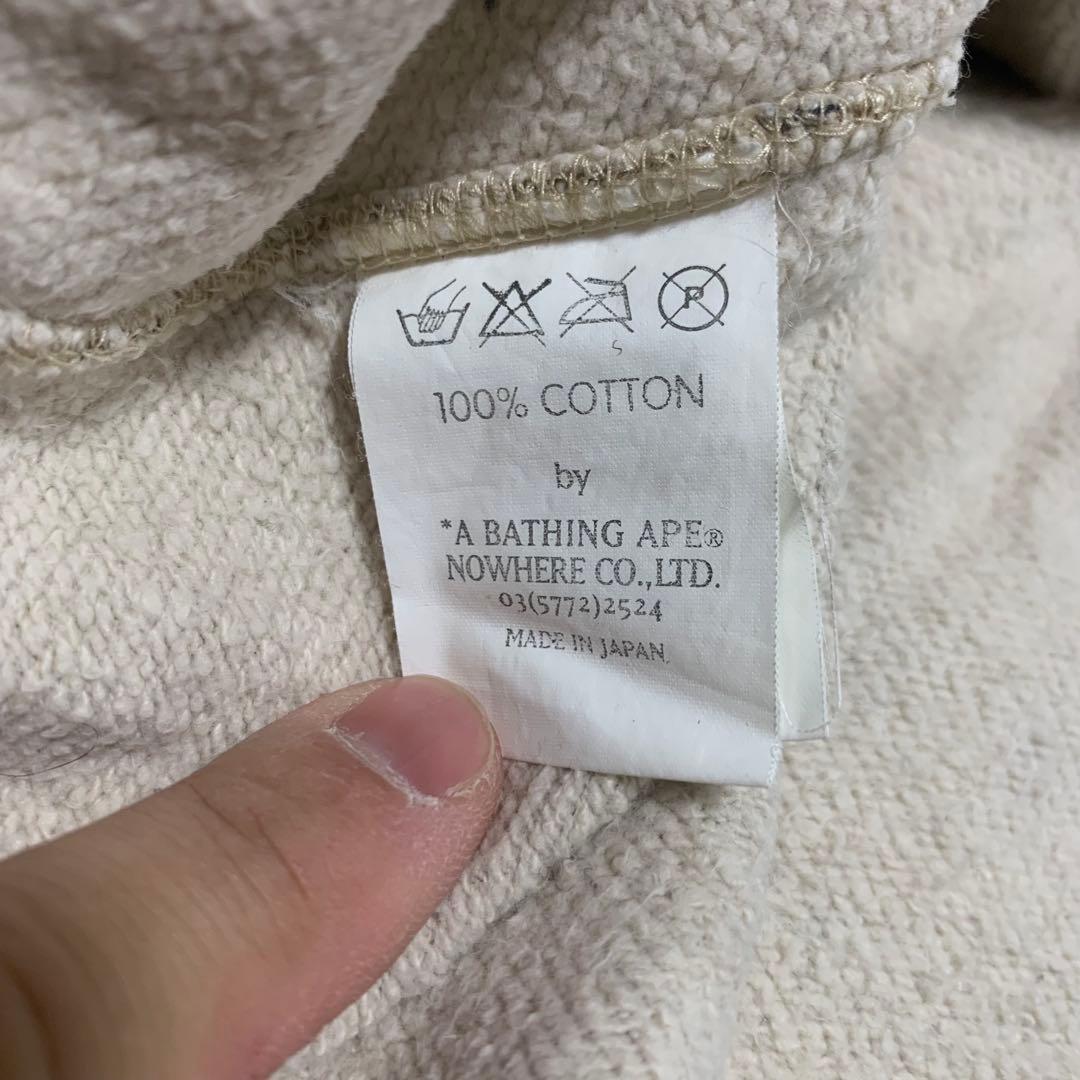 P
100% COTTON
by
*A BATHING APE®
NOWHERE CO.,LTD.
03(5772)2524
MADE IN JAPAN.